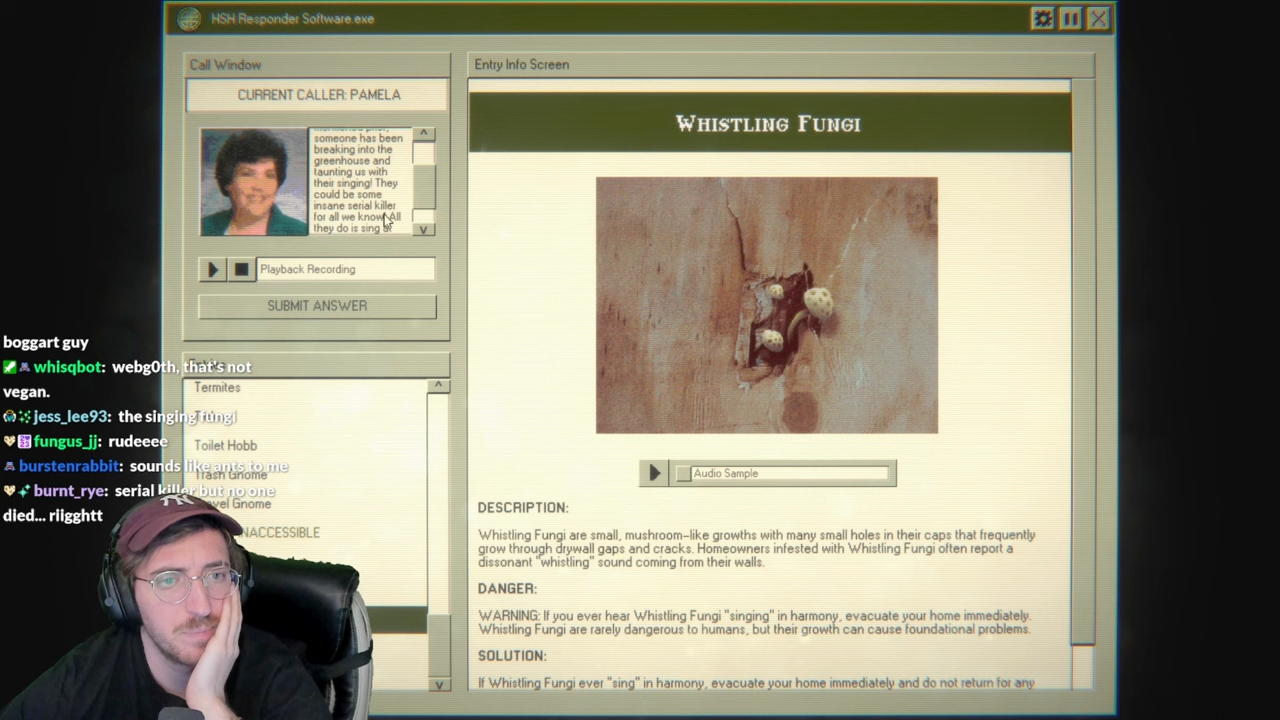 HSH Responder Software.exe
Call Window
CURRENT CALLER: PAMELA
someone has been
breaking into the
greenhouse and
taunting us with
their singing! They
could be some
insane serial killer
for all we know. All
they do is sing
Playback Recording
SUBMIT ANSWER
Termites
Toilet Hobb
Trash Gnome
Gnome
NACCESSIBLE
Entry Info Screen
Whistling Fungi
Audio Sample
DESCRIPTION:
Whistling Fungi are small, mushroom-like growths with many small holes in their caps that frequently
grow through drywall gaps and cracks. Homeowners infested with Whistling Fungi often report a
dissonant "whistling" sound coming from their walls.
DANGER:
WARNING: If you ever hear Whistling Fungi "singing" in harmony, evacuate your home immediately.
Whistling Fungi are rarely dangerous to humans, but their growth can cause foundational problems.
SOLUTION:
If Whistling Fungi ever "sing" in harmony, evacuate your home immediately and do not return for any
boggart guy
whisqbot: webg0th, that's not
vegan.
jess_lee93: the singing fungi
fungus_jj: rudeeee
burstenrabbit: sounds like ants to me
burnt_rye: serial killer but no one
died... riigghtt